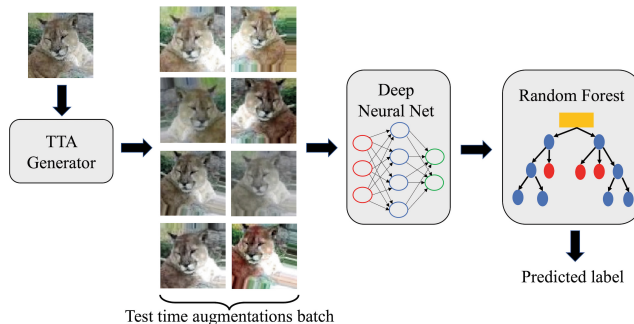 TTA
Generator
Test time augmentations batch
Deep
Neural Net
Random Forest
Predicted label